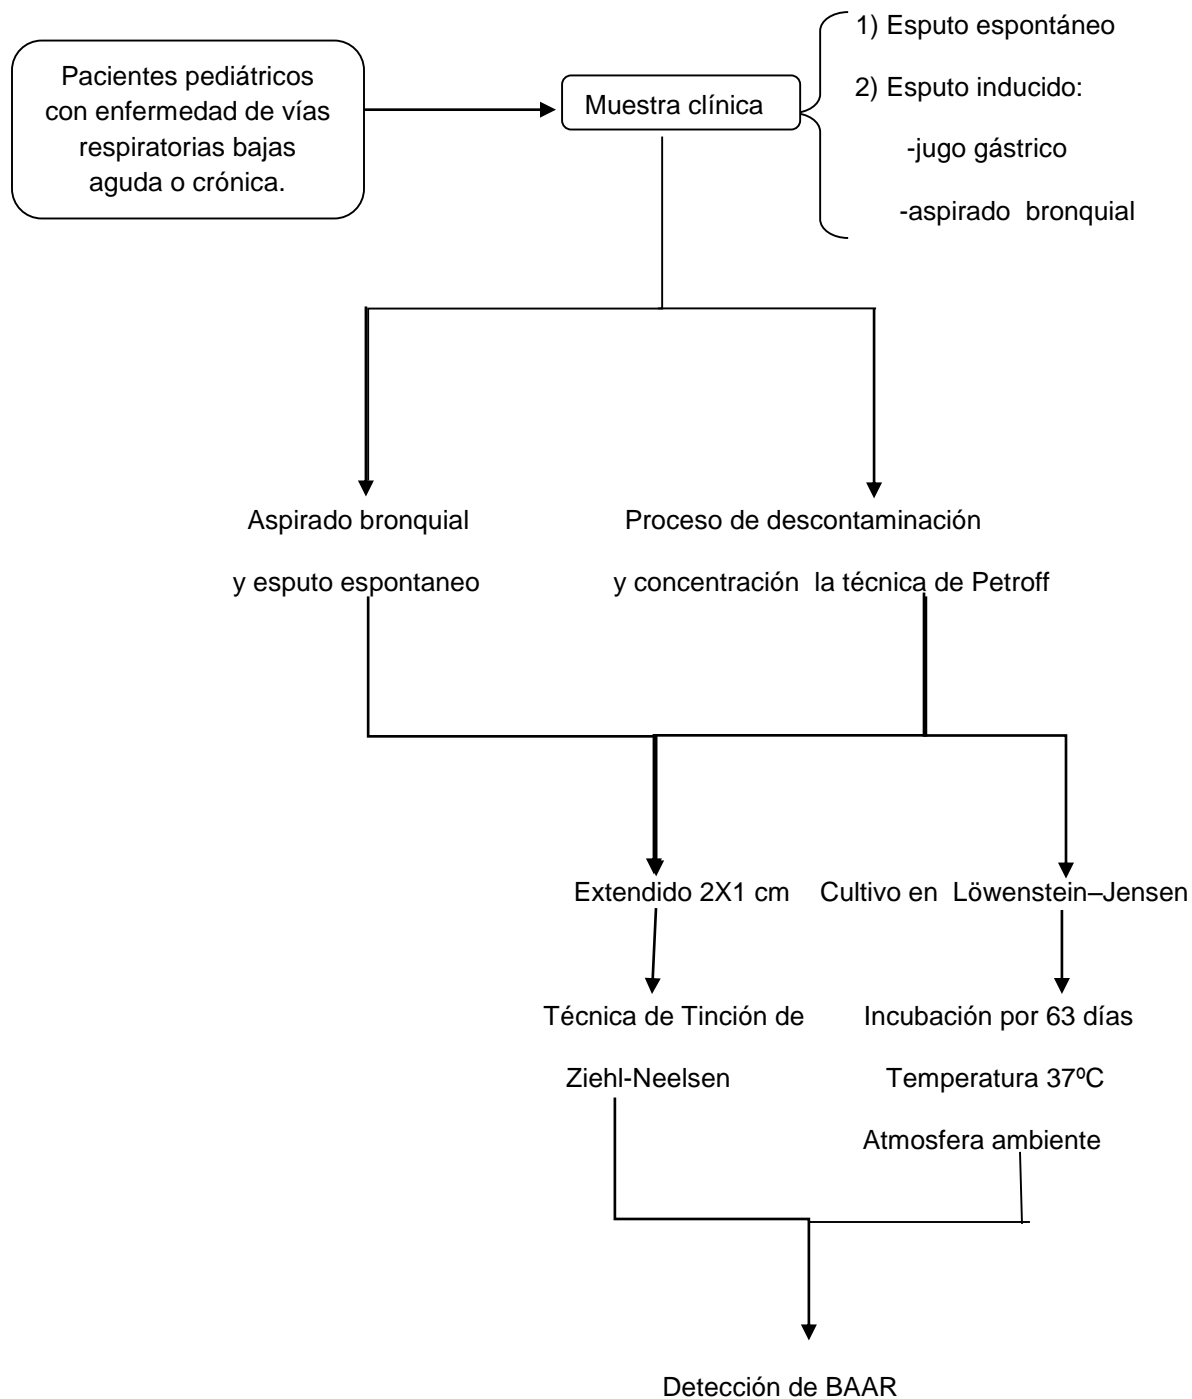 Pacientes pediátricos
con enfermedad de vías
respiratorias bajas
aguda o crónica.
Muestra clínica
1) Esputo espontáneo
2) Esputo inducido:
-jugo gástrico
-aspirado bronquial
Aspirado bronquial
y esputo espontaneo
Proceso de descontaminación
y concentración la técnica de Petroff
Extendido 2X1 cm
Cultivo en Löwenstein–Jensen
Técnica de Tinción de
Ziehl-Neelsen
Incubación por 63 días
Temperatura 37ºC
Atmosfera ambiente
Detección de BAAR